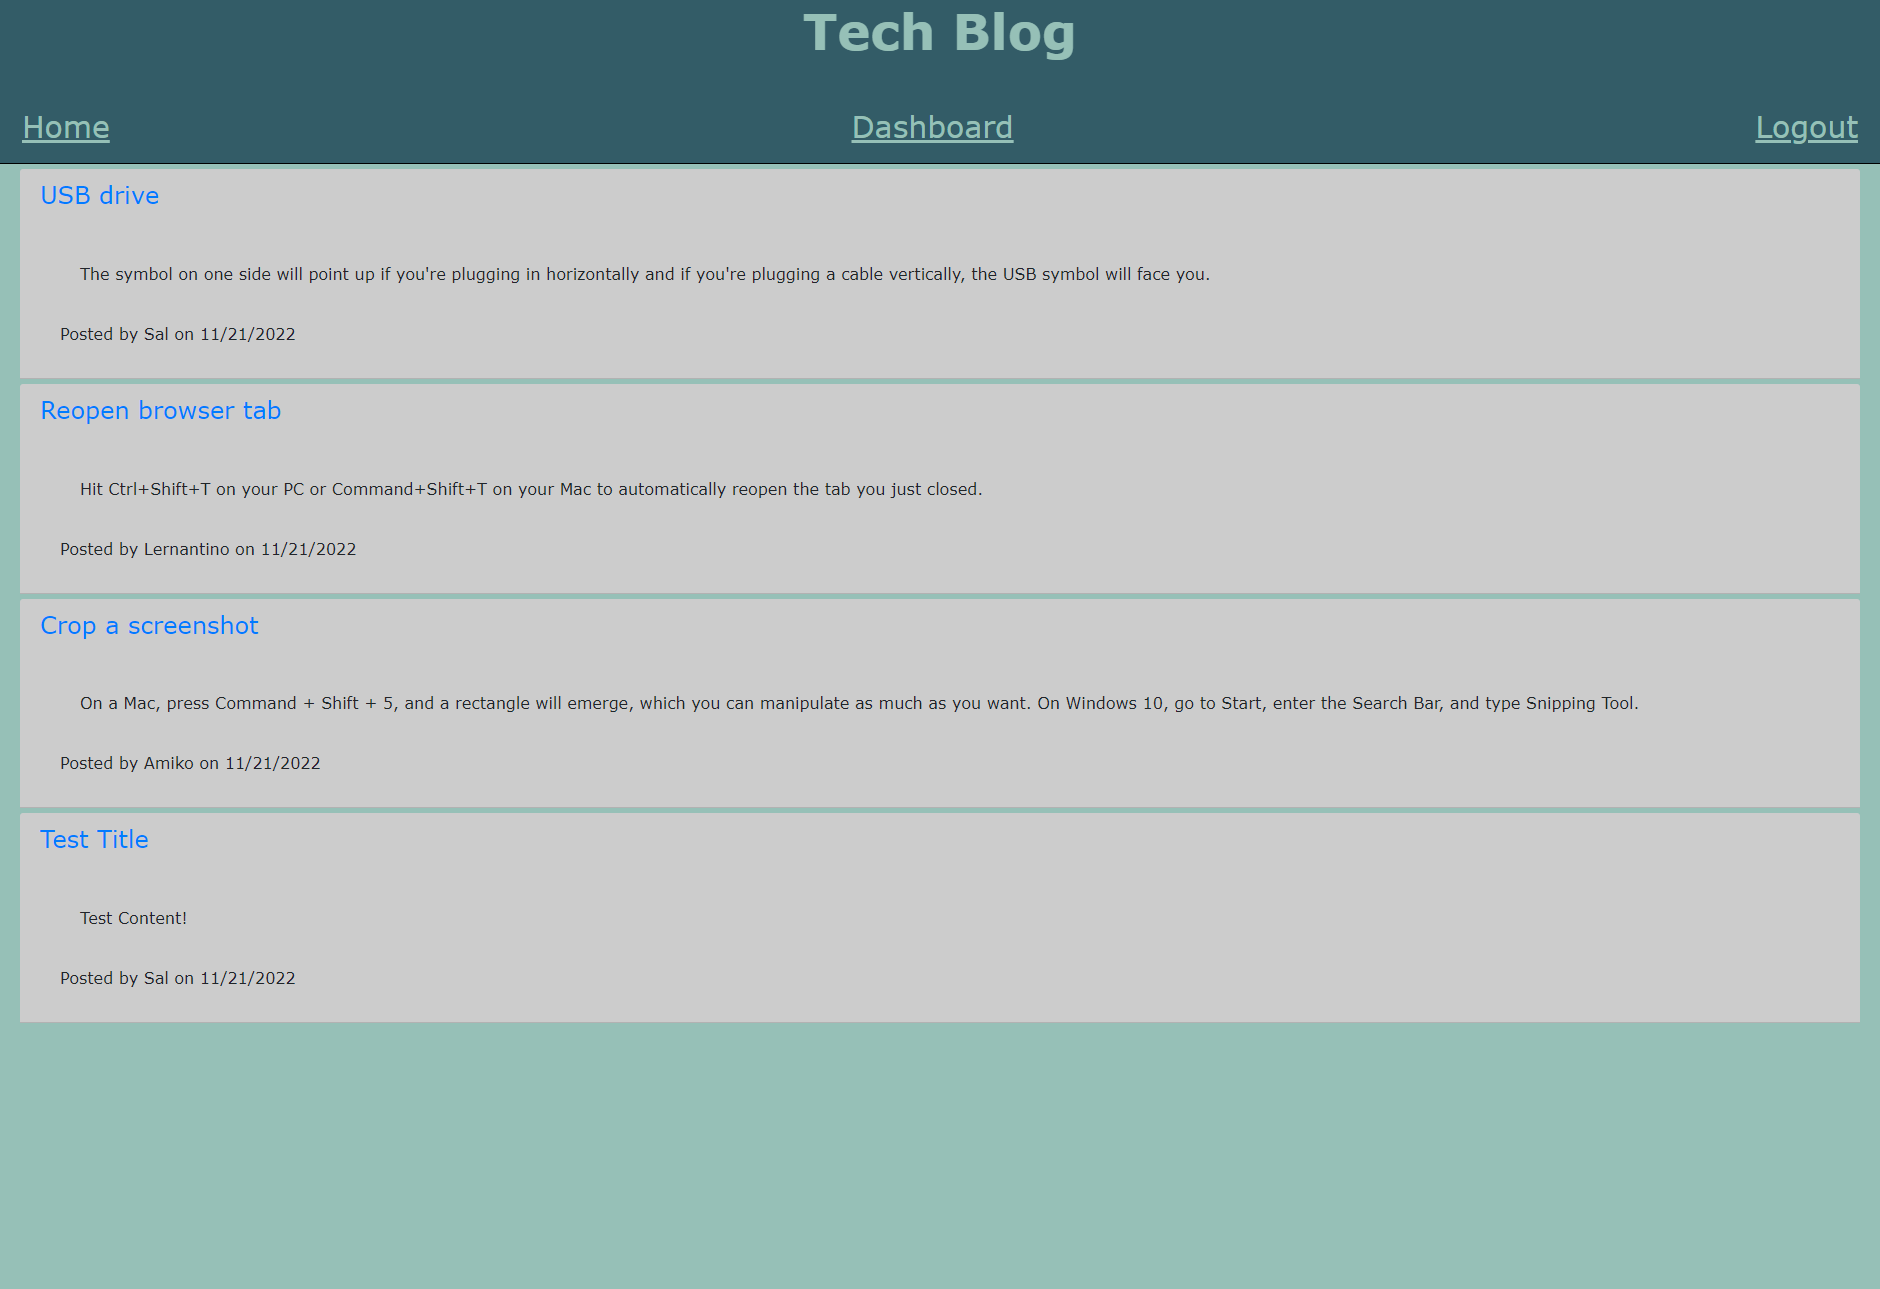 Tech Blog
Home Dashboard Logout
USB drive
The symbol on one side will point up if you're plugging in horizontally and if you're plugging a cable vertically, the USB symbol will face you.
Posted by Sal on 11/21/2022
Reopen browser tab
Hit Ctrl+Shift+T on your PC or Command+Shift+T on your Mac to automatically reopen the tab you just closed.
Posted by Lernantino on 11/21/2022
Crop a screenshot
On a Mac, press Command + Shift + 5, and a rectangle will emerge, which you can manipulate as much as you want. On Windows 10, go to Start, enter the Search Bar, and type Snipping Tool.
Posted by Amiko on 11/21/2022
Test Title
Test Content!
Posted by Sal on 11/21/2022